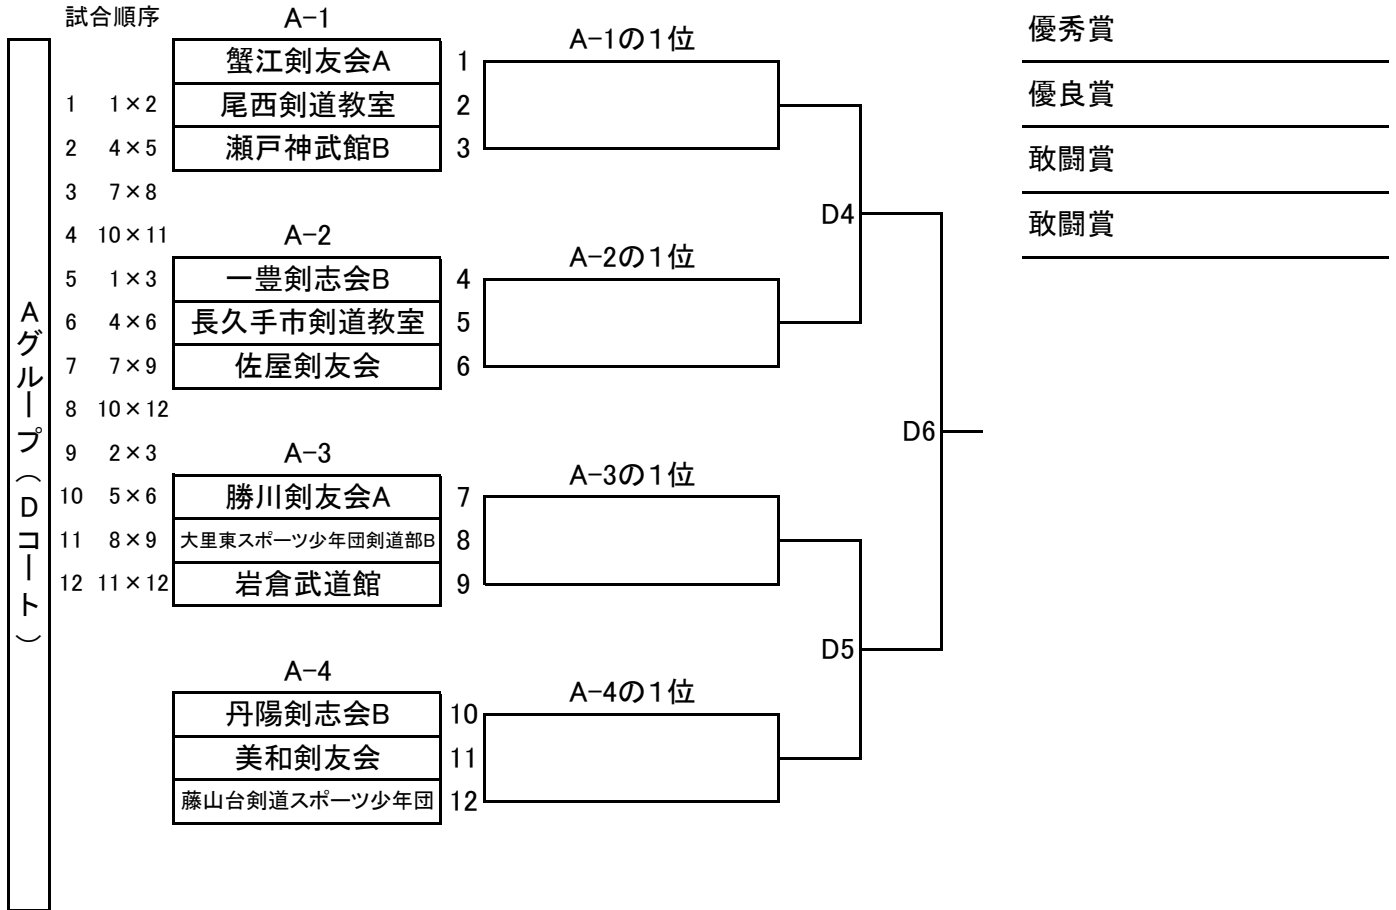 試合順序
1 1×2
2 4×5
3 7×8
4 10×11
5 1×3
6 4×6
7 7×9
8 10×12
9 2×3
10 5×6
11 8×9
12 11×12
Aグループ(Dコート)
A-1
蟹江剣友会A 1
尾西剣道教室 2
瀬戸神武館B 3
A-2
一豊剣志会B 4
長久手市剣道教室 5
佐屋剣友会 6
A-3
勝川剣友会A 7
大里東スポーツ少年団剣道部B 8
岩倉武道館 9
A-4
丹陽剣志会B 10
美和剣友会 11
藤山台剣道スポーツ少年団 12
A-1の1位
A-2の1位
A-3の1位
A-4の1位
D4
D5
D6
優秀賞
優良賞
敢闘賞
敢闘賞